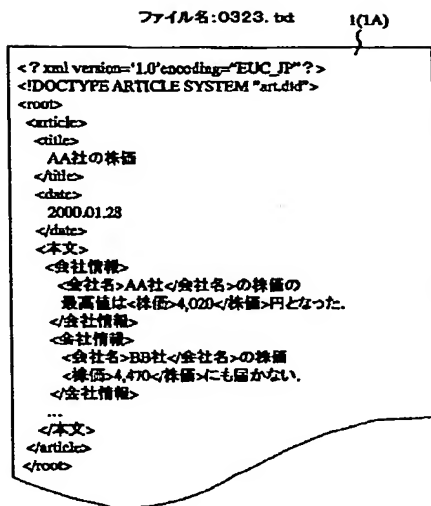 ファイル名:0323. txt
1(1A)
<? xml version='1.0'encoding="EUC_JP"?>
<!DOCTYPE ARTICLE SYSTEM "art.dtd">
<root>
<article>
<title>
AA社の株価
</title>
<date>
2000.01.28
</date>
<本文>
<会社情報>
<会社名>AA社</会社名>の株価の
最高値は<株価>4,020</株価>円となった.
</会社情報>
<会社情報>
<会社名>BB社</会社名>の株価
<株価>4,470</株価>にも届かない.
</会社情報>
...
</本文>
</article>
</root>